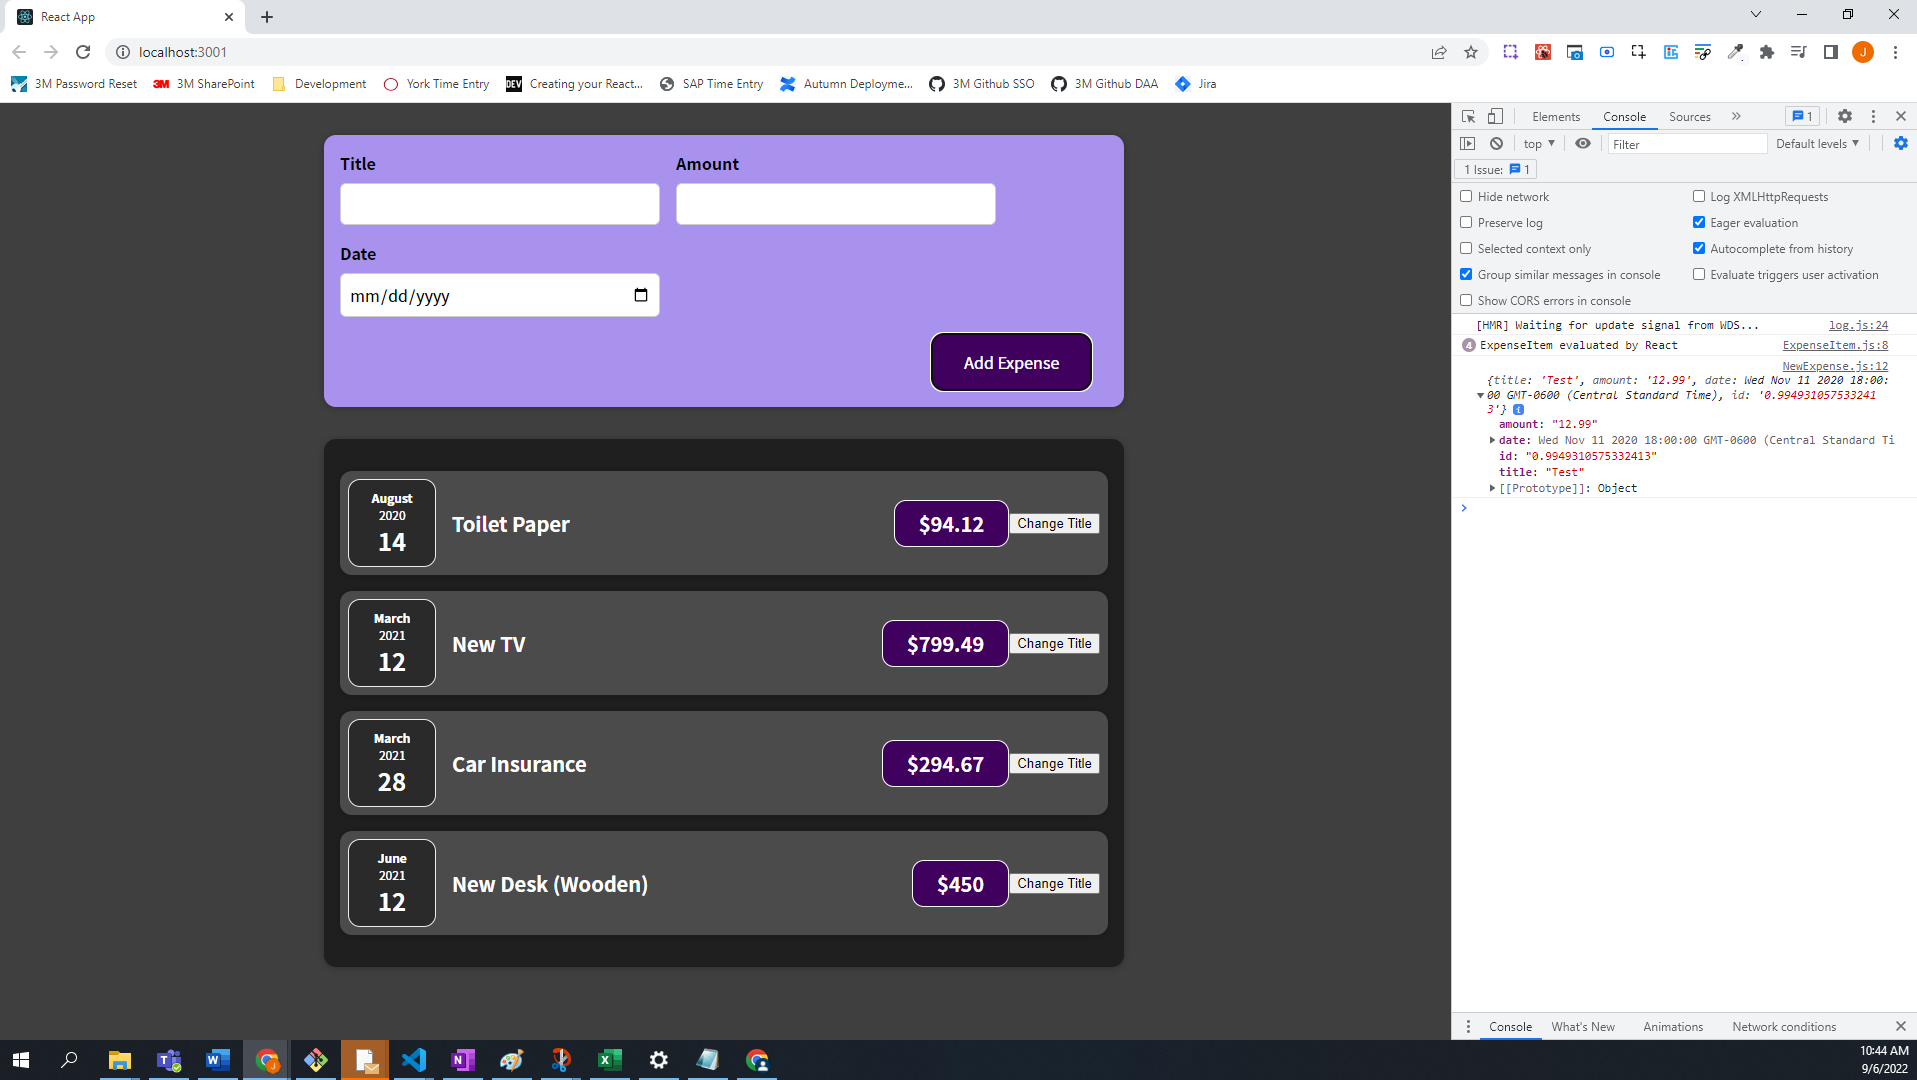 React App
localhost:3001
3M Password Reset
3M 3M SharePoint
Development
York Time Entry
DEV Creating your React...
SAP Time Entry
Autumn Deployme...
3M Github SSO
3M Github DAA
Jira
J
Title
Amount
Date
mm/dd/yyyy
Add Expense
August
2020
14
Toilet Paper
$94.12
Change Title
March
2021
12
New TV
$799.49
Change Title
March
2021
28
Car Insurance
$294.67
Change Title
June
2021
12
New Desk (Wooden)
$450
Change Title
Elements
Console
Sources
1
top
Filter
Default levels
1 Issue: 1
Hide network
Log XMLHttpRequests
Preserve log
Eager evaluation
Selected context only
Autocomplete from history
Group similar messages in console
Evaluate triggers user activation
Show CORS errors in console
[HMR] Waiting for update signal from WDS... log.js:24
4 ExpenseItem evaluated by React ExpenseItem.js:8
NewExpense.js:12
{title: 'Test', amount: '12.99', date: Wed Nov 11 2020 18:00:
00 GMT-0600 (Central Standard Time), id: '0.994931057533241
3'} i
amount: "12.99"
date: Wed Nov 11 2020 18:00:00 GMT-0600 (Central Standard Ti
id: "0.9949310575332413"
title: "Test"
[[Prototype]]: Object
Console
What's New
Animations
Network conditions
10:44 AM
9/6/2022